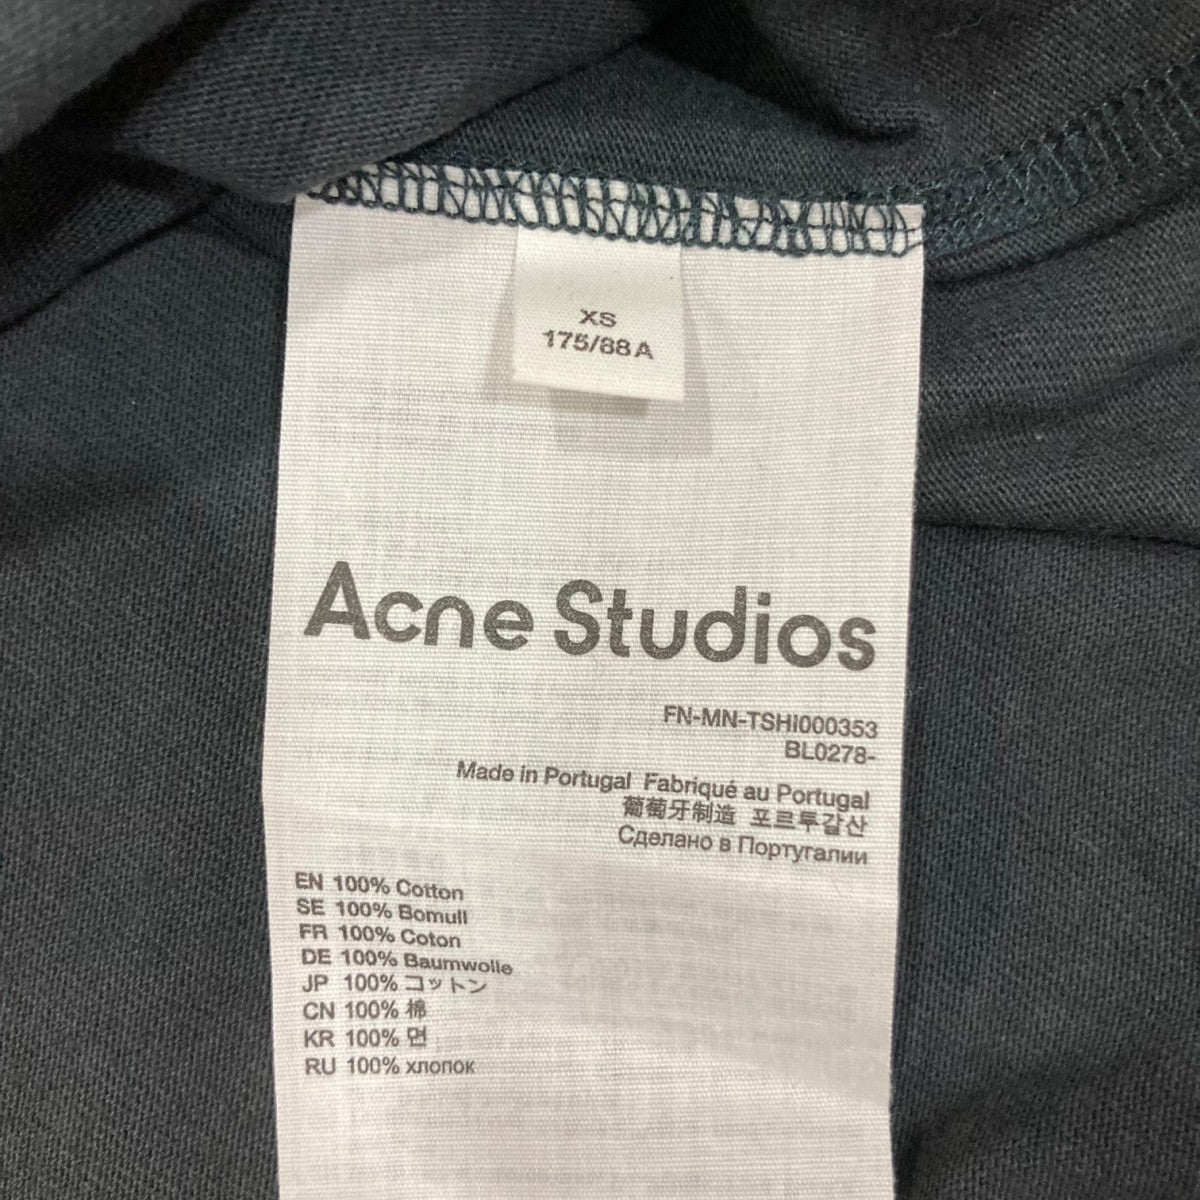 XS
175/88A
Acne Studios
FN-MN-TSHI000353
BL0278-
Made in Portugal Fabriqué au Portugal
葡萄牙制造 포르투갈산
Сделано в Португалии
EN 100% Cotton
SE 100% Bomull
FR 100% Coton
DE 100% Baumwolle
JP 100% コットン
CN 100% 棉
KR 100% 면
RU 100% хлопок